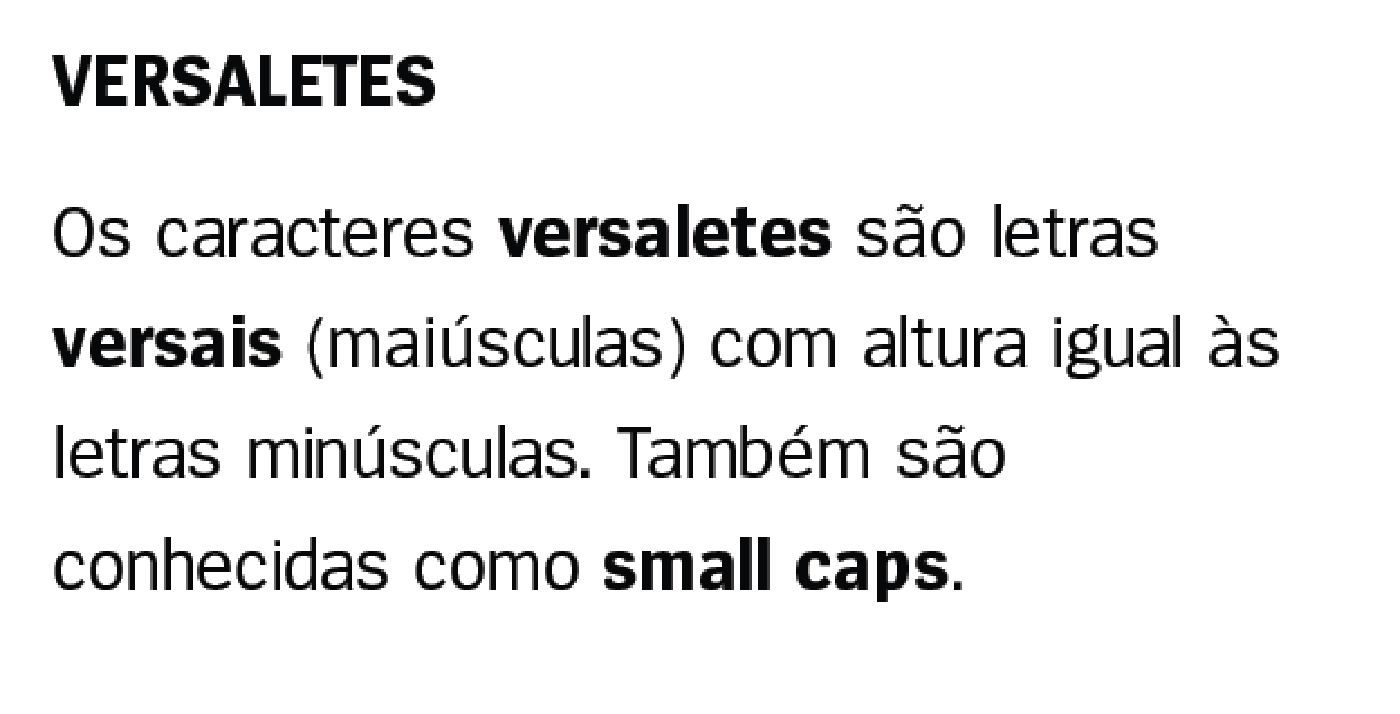 VERSALETES
Os caracteres versaletes são letras
versais (maiúsculas) com altura igual às
letras minúsculas. Também são
conhecidas como small caps.